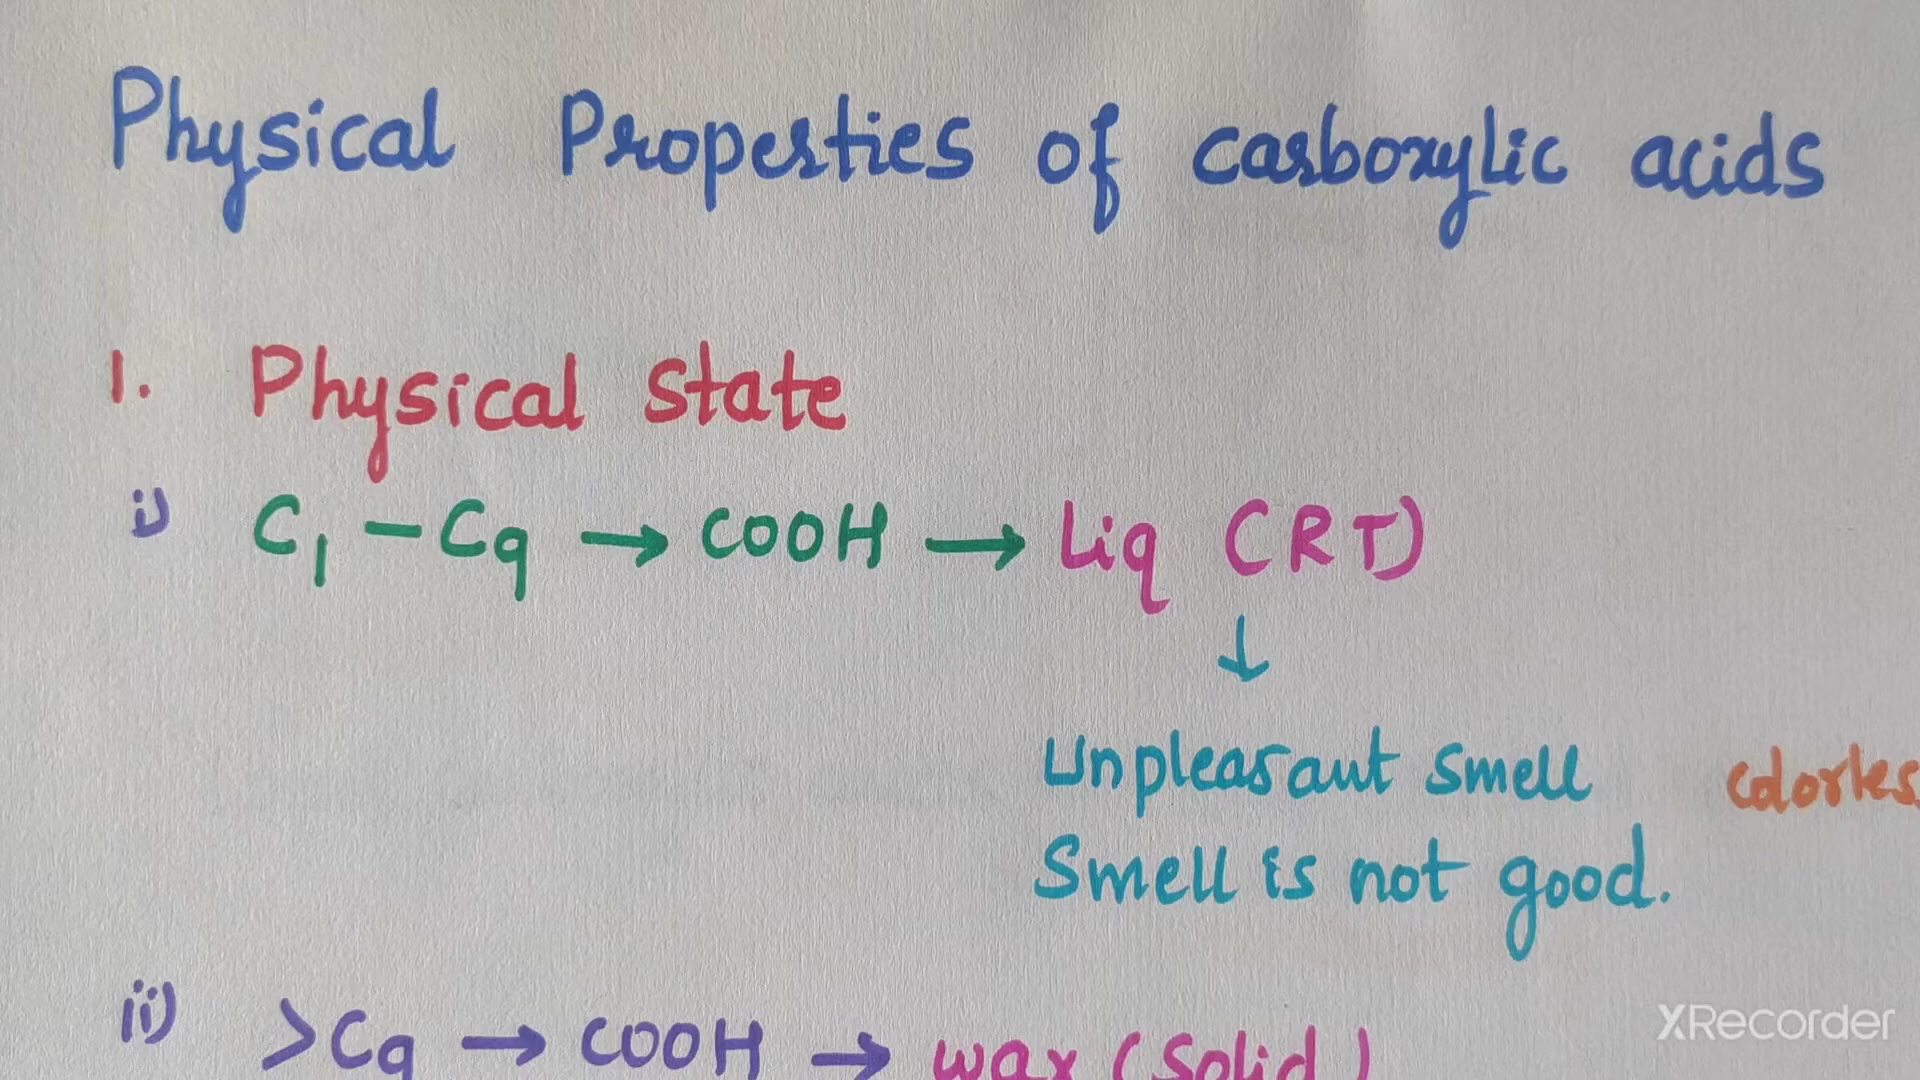 Physical Properties of carboxylic acids
1. Physical State
i) C₁ – C₉ → COOH → Liq (RT)
↓
Unpleasant smell colorles
Smell is not good.
ii) >C₉ → COOH → wax (Solid)
XRecorder